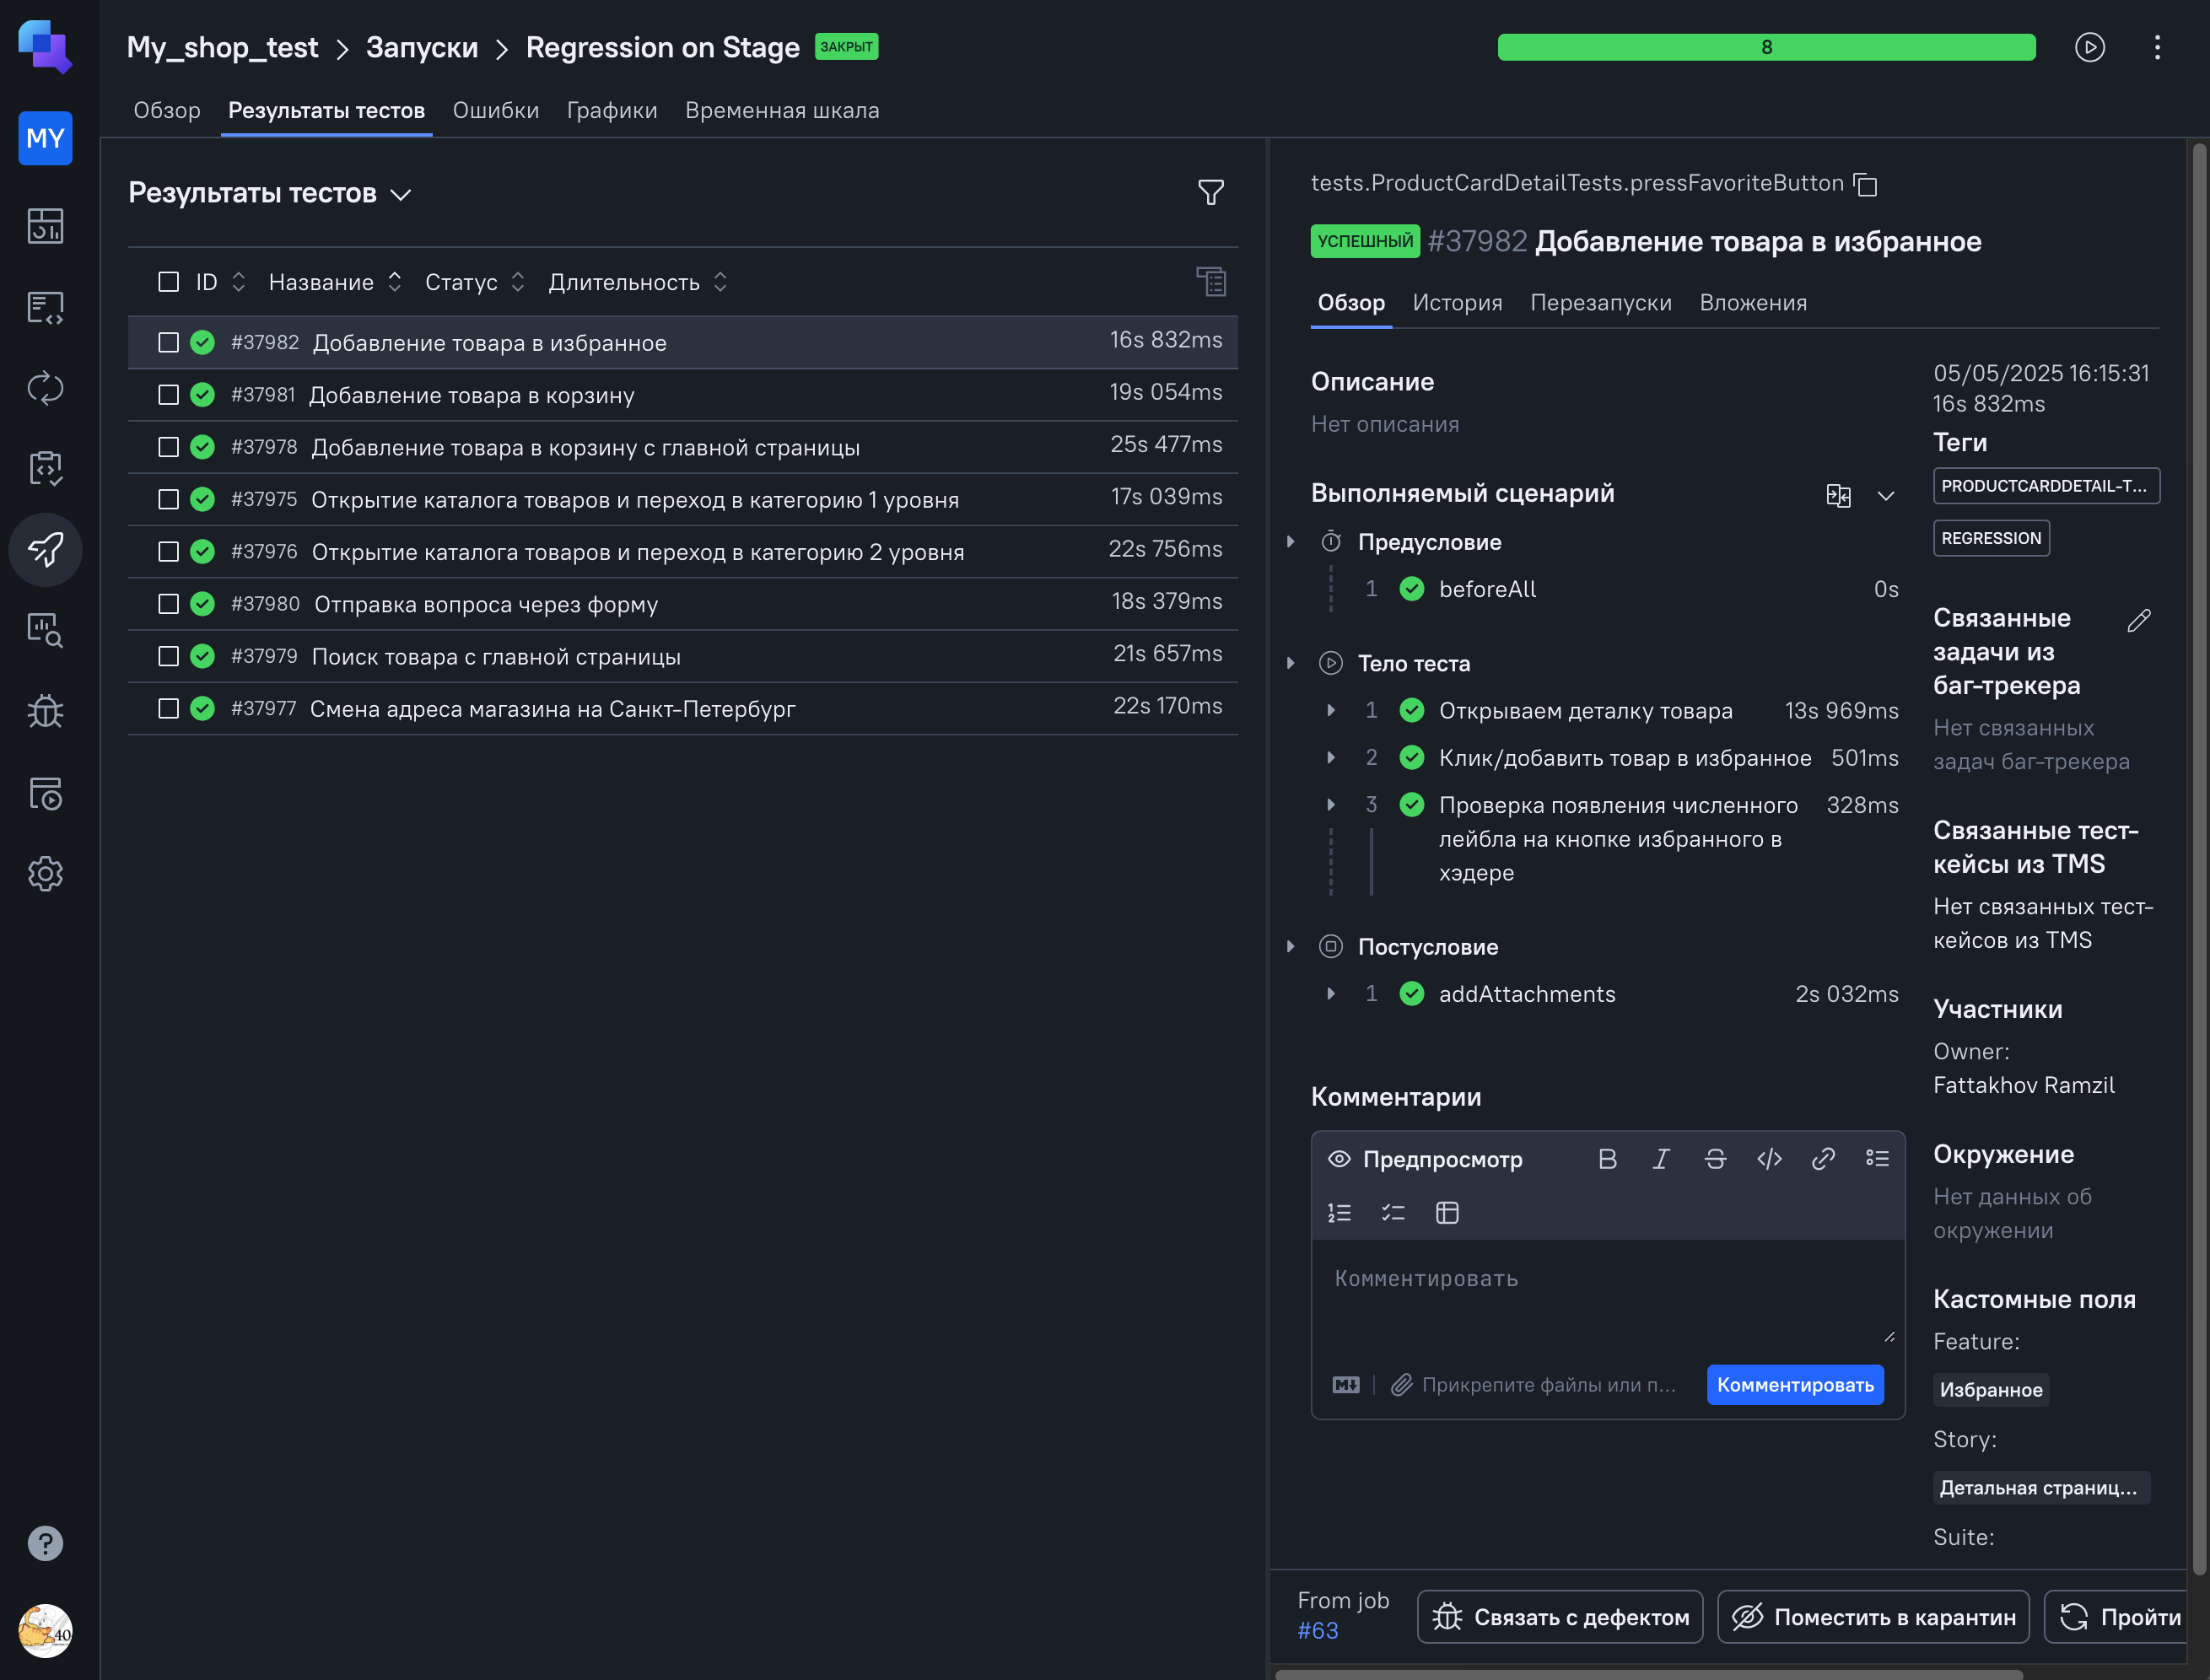 My_shop_test > Запуски > Regression on Stage ЗАКРЫТ
8
MY
Обзор Результаты тестов Ошибки Графики Временная шкала
Результаты тестов
ID Название Статус Длительность
#37982 Добавление товара в избранное 16s 832ms
#37981 Добавление товара в корзину 19s 054ms
#37978 Добавление товара в корзину с главной страницы 25s 477ms
#37975 Открытие каталога товаров и переход в категорию 1 уровня 17s 039ms
#37976 Открытие каталога товаров и переход в категорию 2 уровня 22s 756ms
#37980 Отправка вопроса через форму 18s 379ms
#37979 Поиск товара с главной страницы 21s 657ms
#37977 Смена адреса магазина на Санкт-Петербург 22s 170ms
tests.ProductCardDetailTests.pressFavoriteButton
УСПЕШНЫЙ #37982 Добавление товара в избранное
Обзор История Перезапуски Вложения
Описание
Нет описания
Выполняемый сценарий
Предусловие
1 beforeAll 0s
Тело теста
1 Открываем деталку товара 13s 969ms
2 Клик/добавить товар в избранное 501ms
3 Проверка появления численного 328ms
лейбла на кнопке избранного в
хэдере
Постусловие
1 addAttachments 2s 032ms
Комментарии
Предпросмотр
Комментировать
Прикрепите файлы или п...
Комментировать
05/05/2025 16:15:31
16s 832ms
Теги
PRODUCTCARDDETAIL-T...
REGRESSION
Связанные
задачи из
баг-трекера
Нет связанных
задач баг-трекера
Связанные тест-
кейсы из TMS
Нет связанных тест-
кейсов из TMS
Участники
Owner:
Fattakhov Ramzil
Окружение
Нет данных об
окружении
Кастомные поля
Feature:
Избранное
Story:
Детальная страниц...
Suite:
From job
#63
Связать с дефектом
Поместить в карантин
Пройти
40